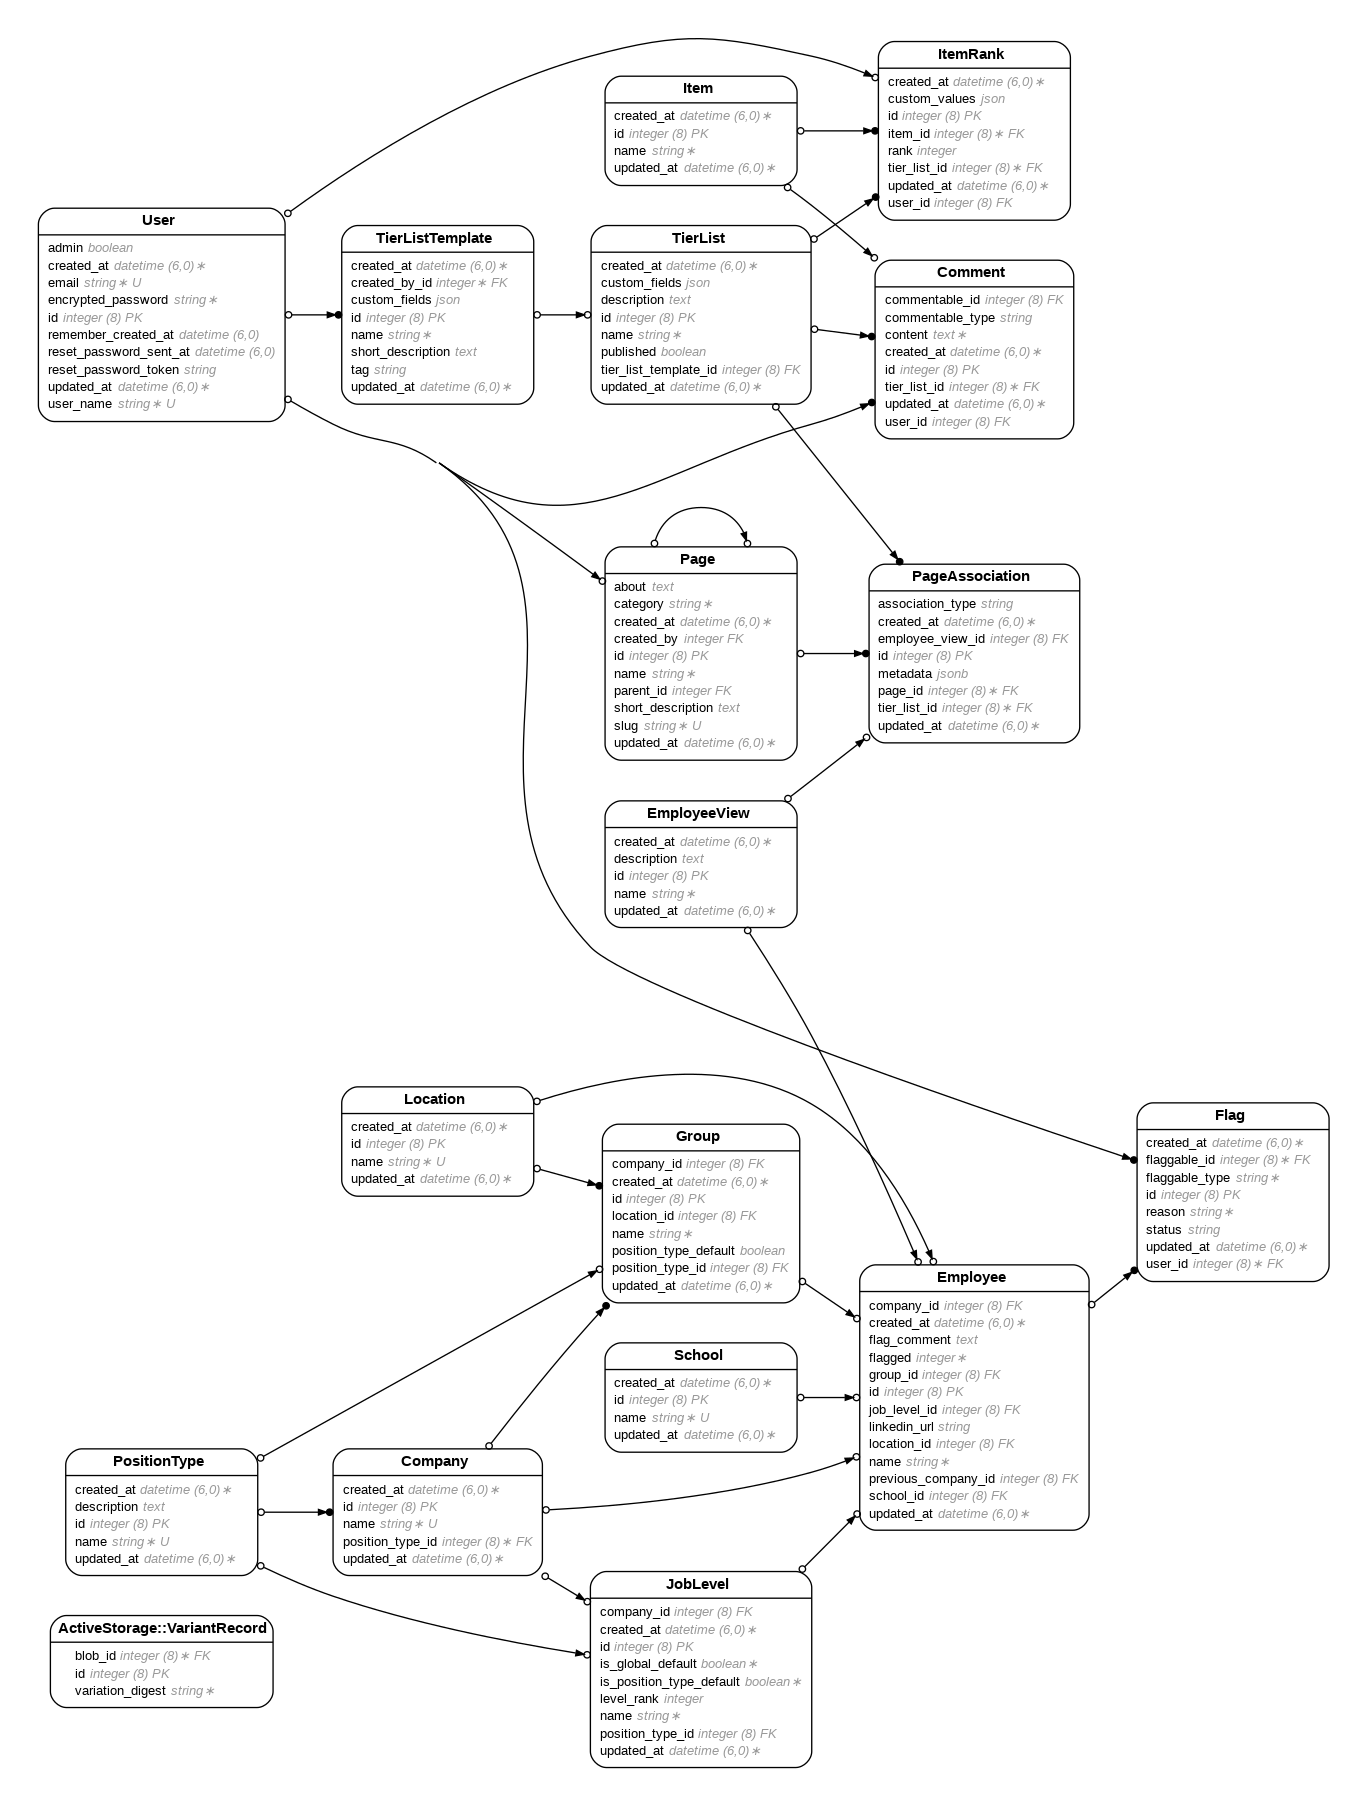 ItemRank
created_at datetime (6,0)∗
custom_values json
id integer (8) PK
item_id integer (8)∗ FK
rank integer
tier_list_id integer (8)∗ FK
updated_at datetime (6,0)∗
user_id integer (8) FK
Item
created_at datetime (6,0)∗
id integer (8) PK
name string∗
updated_at datetime (6,0)∗
User
admin boolean
created_at datetime (6,0)∗
email string∗ U
encrypted_password string∗
id integer (8) PK
remember_created_at datetime (6,0)
reset_password_sent_at datetime (6,0)
reset_password_token string
updated_at datetime (6,0)∗
user_name string∗ U
TierListTemplate
created_at datetime (6,0)∗
created_by_id integer∗ FK
custom_fields json
id integer (8) PK
name string∗
short_description text
tag string
updated_at datetime (6,0)∗
TierList
created_at datetime (6,0)∗
custom_fields json
description text
id integer (8) PK
name string∗
published boolean
tier_list_template_id integer (8) FK
updated_at datetime (6,0)∗
Comment
commentable_id integer (8) FK
commentable_type string
content text∗
created_at datetime (6,0)∗
id integer (8) PK
tier_list_id integer (8)∗ FK
updated_at datetime (6,0)∗
user_id integer (8) FK
Page
about text
category string∗
created_at datetime (6,0)∗
created_by integer FK
id integer (8) PK
name string∗
parent_id integer FK
short_description text
slug string∗ U
updated_at datetime (6,0)∗
PageAssociation
association_type string
created_at datetime (6,0)∗
employee_view_id integer (8) FK
id integer (8) PK
metadata jsonb
page_id integer (8)∗ FK
tier_list_id integer (8)∗ FK
updated_at datetime (6,0)∗
EmployeeView
created_at datetime (6,0)∗
description text
id integer (8) PK
name string∗
updated_at datetime (6,0)∗
Location
created_at datetime (6,0)∗
id integer (8) PK
name string∗ U
updated_at datetime (6,0)∗
Group
company_id integer (8) FK
created_at datetime (6,0)∗
id integer (8) PK
location_id integer (8) FK
name string∗
position_type_default boolean
position_type_id integer (8) FK
updated_at datetime (6,0)∗
Flag
created_at datetime (6,0)∗
flaggable_id integer (8)∗ FK
flaggable_type string∗
id integer (8) PK
reason string∗
status string
updated_at datetime (6,0)∗
user_id integer (8)∗ FK
Employee
company_id integer (8) FK
created_at datetime (6,0)∗
flag_comment text
flagged integer∗
group_id integer (8) FK
id integer (8) PK
job_level_id integer (8) FK
linkedin_url string
location_id integer (8) FK
name string∗
previous_company_id integer (8) FK
school_id integer (8) FK
updated_at datetime (6,0)∗
School
created_at datetime (6,0)∗
id integer (8) PK
name string∗ U
updated_at datetime (6,0)∗
PositionType
created_at datetime (6,0)∗
description text
id integer (8) PK
name string∗ U
updated_at datetime (6,0)∗
Company
created_at datetime (6,0)∗
id integer (8) PK
name string∗ U
position_type_id integer (8)∗ FK
updated_at datetime (6,0)∗
JobLevel
company_id integer (8) FK
created_at datetime (6,0)∗
id integer (8) PK
is_global_default boolean∗
is_position_type_default boolean∗
level_rank integer
name string∗
position_type_id integer (8) FK
updated_at datetime (6,0)∗
ActiveStorage::VariantRecord
blob_id integer (8)∗ FK
id integer (8) PK
variation_digest string∗